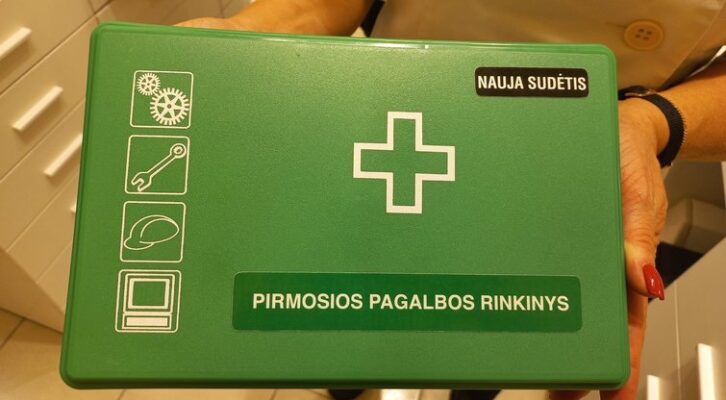 NAUJA SUDĖTIS
PIRMOSIOS PAGALBOS RINKINYS